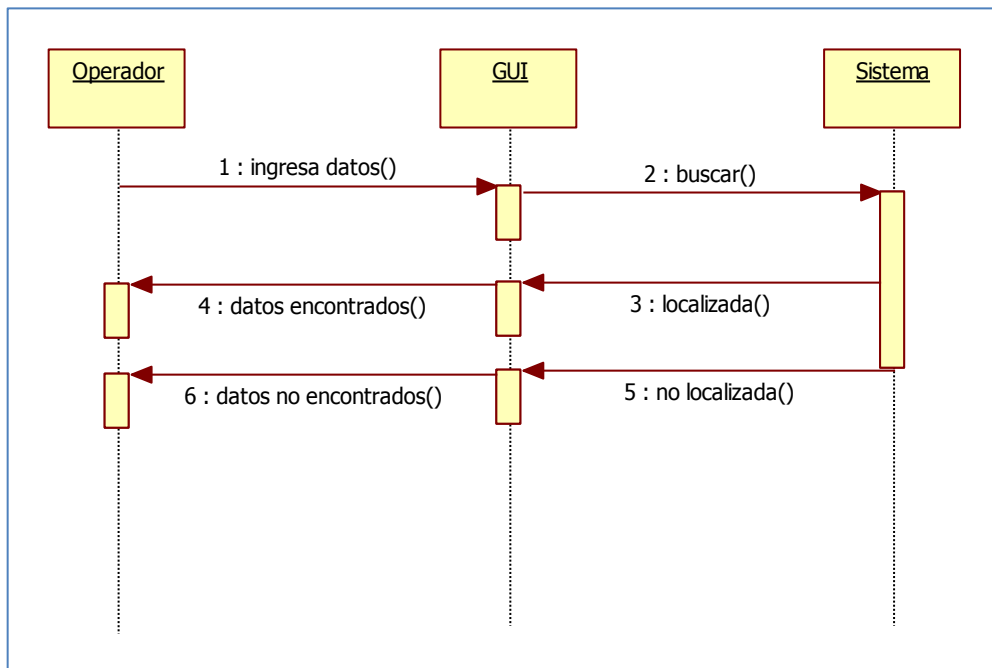 Operador
GUI
Sistema
1 : ingresa datos()
2 : buscar()
4 : datos encontrados()
3 : localizada()
6 : datos no encontrados()
5 : no localizada()